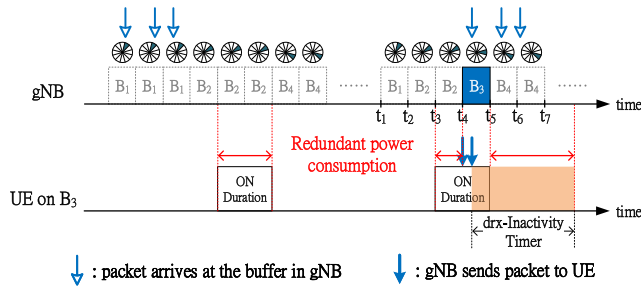 gNB
B1 B1 B1 B2 B2 B2 B4 B4 ...... B1 B2 B2 B3 B4 B4 ...... time
t1 t2 t3 t4 t5 t6 t7
Redundant power
consumption
UE on B3
ON
Duration
ON
Duration
time
drx-Inactivity
Timer
: packet arrives at the buffer in gNB
: gNB sends packet to UE